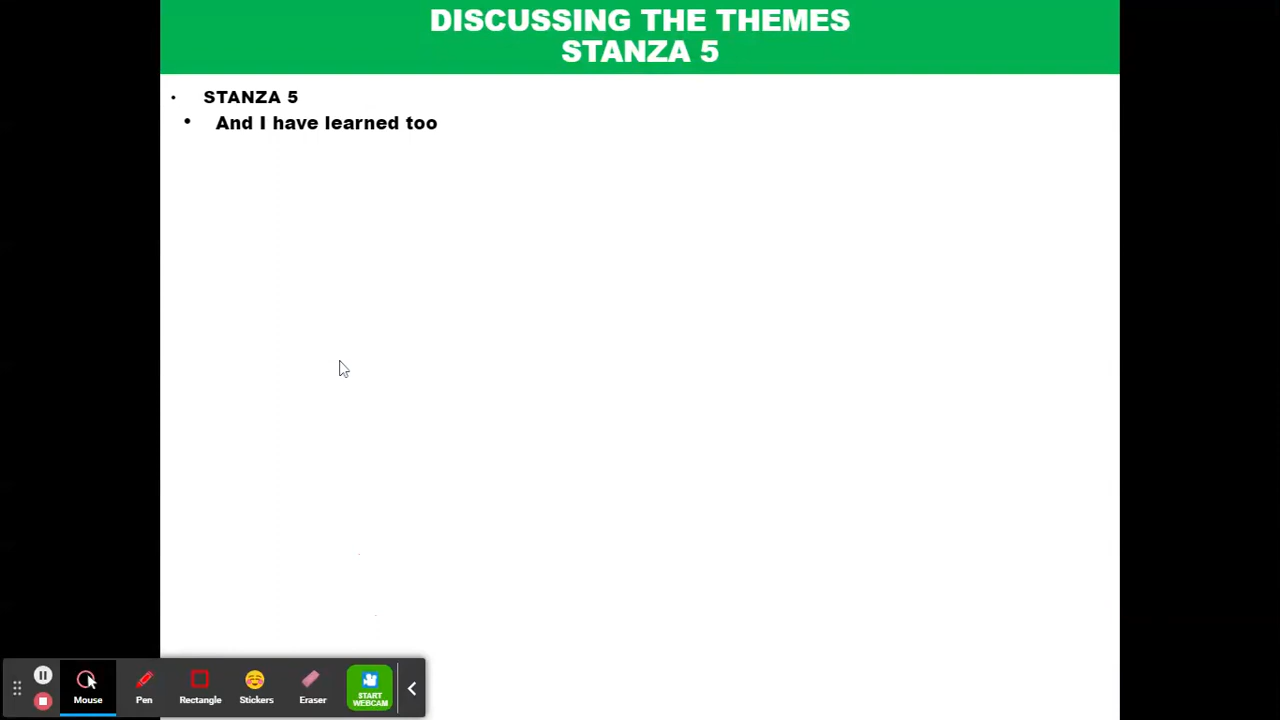 DISCUSSING THE THEMES
STANZA 5
• STANZA 5
• And I have learned too
Mouse
Pen
Rectangle
Stickers
Eraser
START
WEBCAM